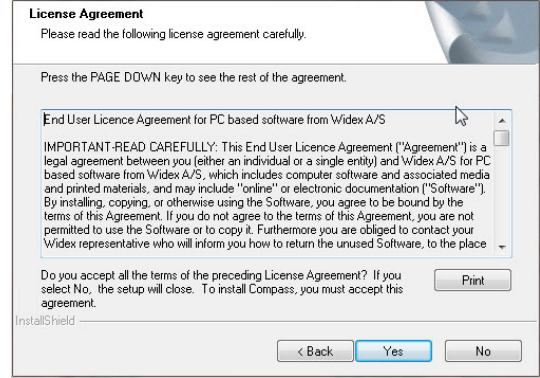 License Agreement
Please read the following license agreement carefully.
Press the PAGE DOWN key to see the rest of the agreement.
End User Licence Agreement for PC based software from Widex A/S
IMPORTANT-READ CAREFULLY: This End User Licence Agreement ("Agreement") is a
legal agreement between you (either an individual or a single entity) and Widex A/S for PC
based software from Widex A/S, which includes computer software and associated media
and printed materials, and may include "online" or electronic documentation ("Software").
By installing, copying, or otherwise using the Software, you agree to be bound by the
terms of this Agreement. If you do not agree to the terms of this Agreement, you are not
permitted to use the Software or to copy it. Furthermore you are obliged to contact your
Widex representative who will inform you how to return the unused Software, to the place
Do you accept all the terms of the preceding License Agreement? If you
select No, the setup will close. To install Compass, you must accept this
agreement.
Print
InstallShield
< Back
Yes
No